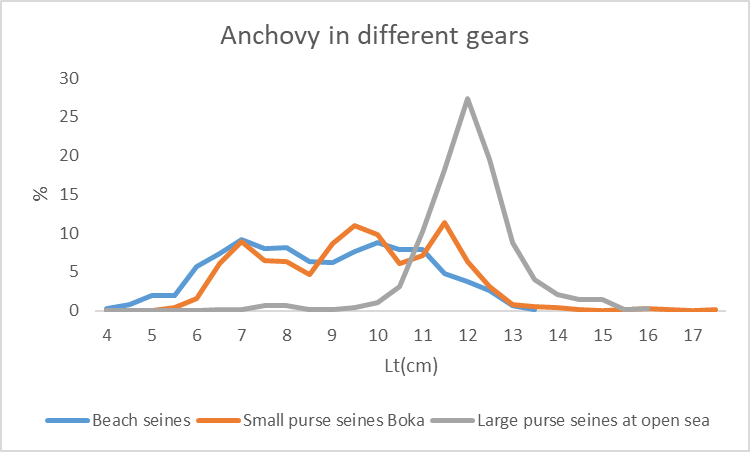 Anchovy in different gears
30
25
20
15
10
5
0
%
4 5 6 7 8 9 10 11 12 13 14 15 16 17
Lt(cm)
Beach seines Small purse seines Boka Large purse seines at open sea